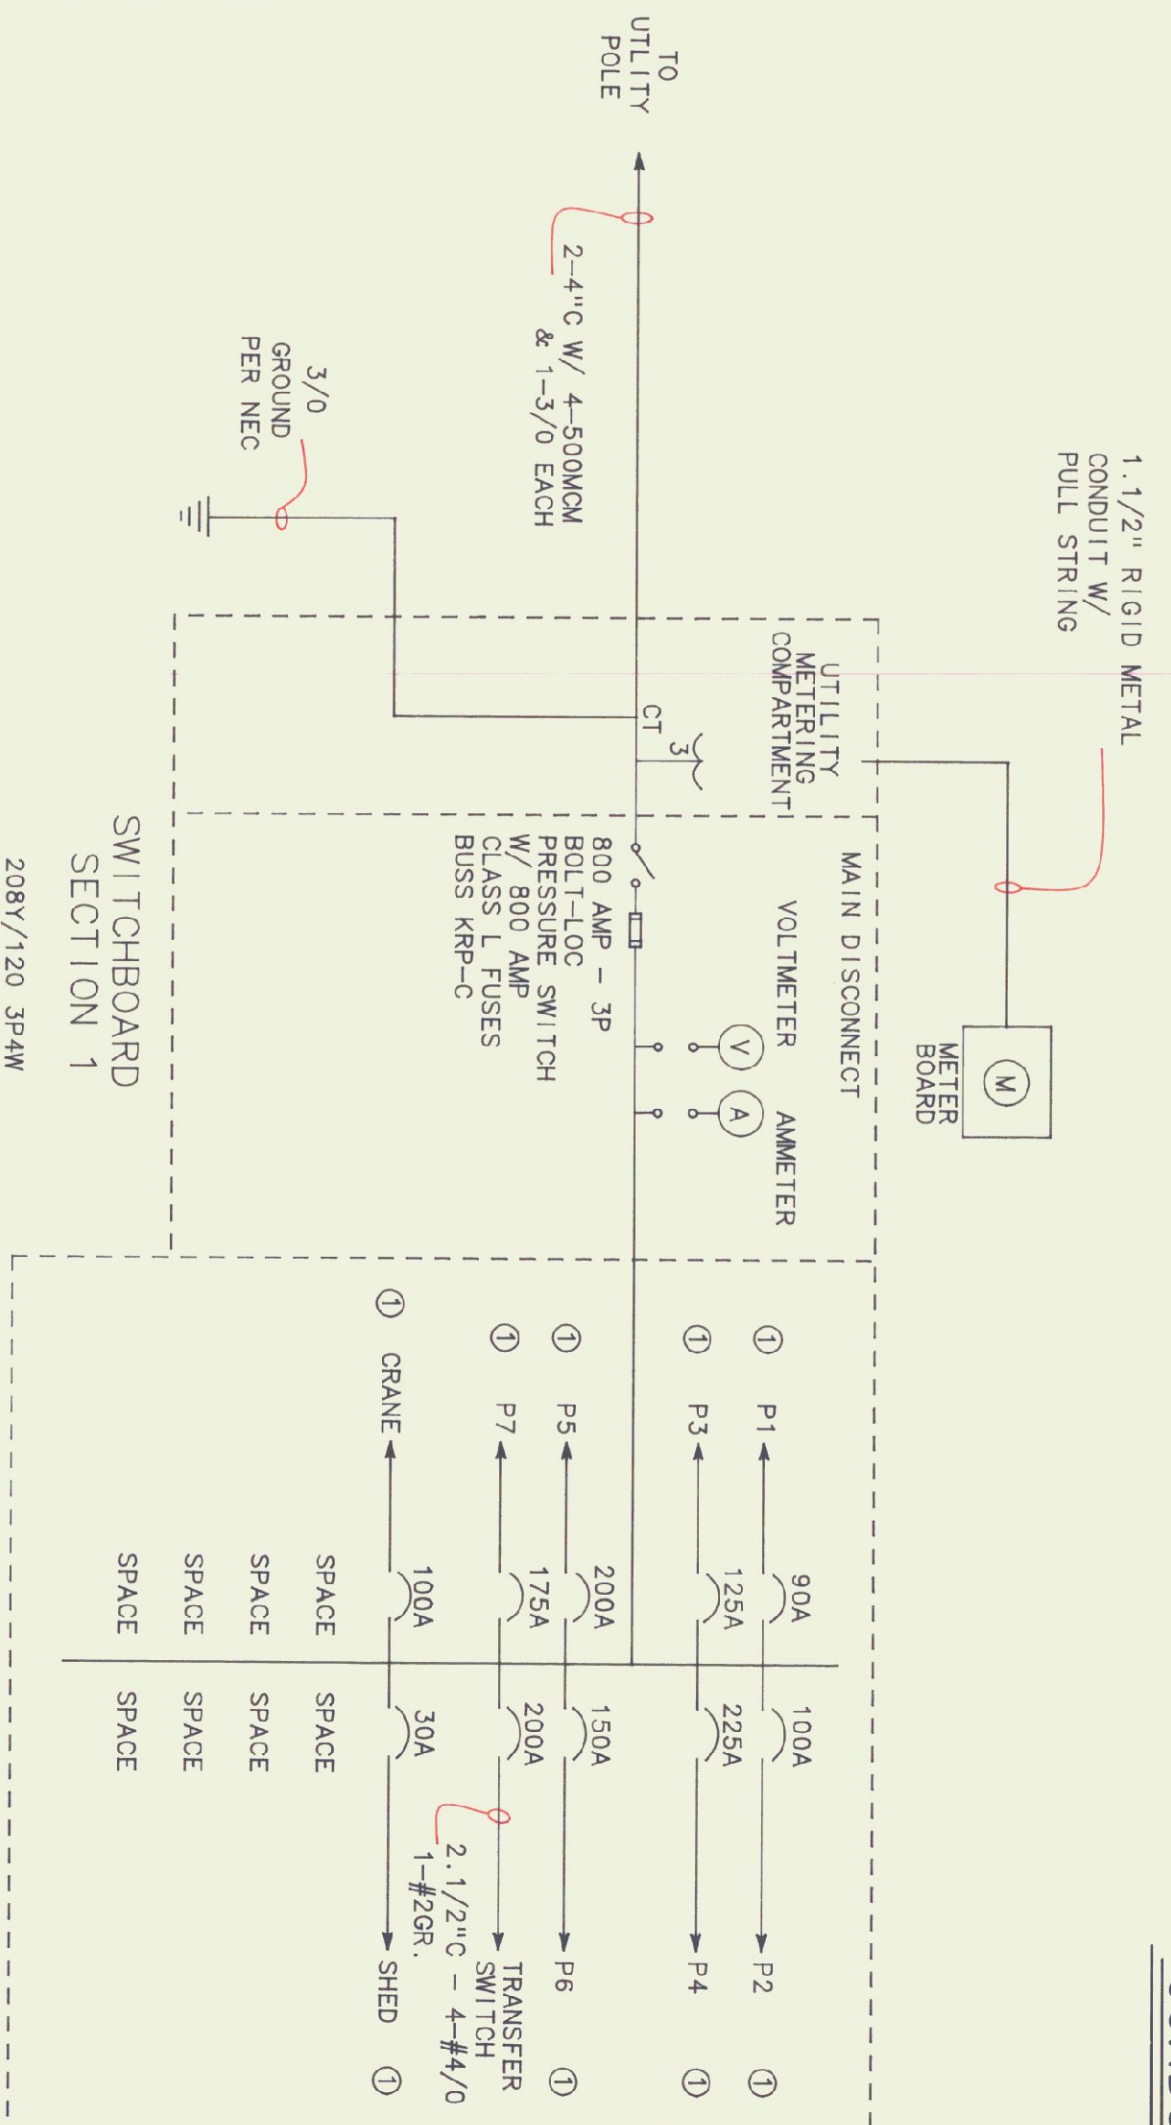 TO
UTLITY
POLE
2-4"C W/ 4-500MCM
& 1-3/0 EACH
3/0
GROUND
PER NEC
1.1/2" RIGID METAL
CONDUIT W/
PULL STRING
UTILITY
METERING
COMPARTMENT
CT
3
M
METER
BOARD
MAIN DISCONNECT
VOLTMETER
AMMETER
V
A
800 AMP - 3P
BOLT-LOC
PRESSURE SWITCH
W/ 800 AMP
CLASS L FUSES
BUSS KRP-C
SWITCHBOARD
SECTION 1
208Y/120 3P4W
1 P1 90A 100A P2 1
1 P3 125A 225A P4 1
1 P5 200A 150A P6 1
1 P7 175A 200A TRANSFER
SWITCH
2.1/2"C - 4-#4/0
1-#2GR.
1 CRANE 100A 30A SHED 1
SPACE SPACE
SPACE SPACE
SPACE SPACE
SPACE SPACE